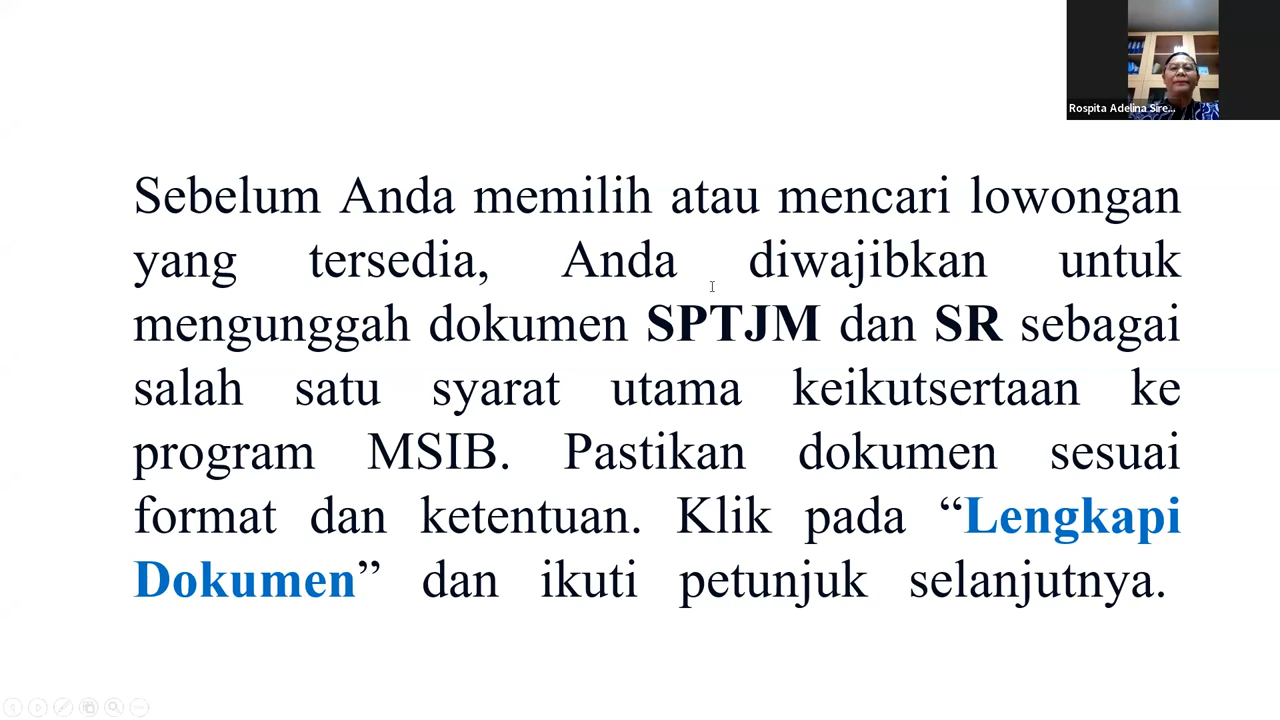 Rospita Adelina Sire...
Sebelum Anda memilih atau mencari lowongan
yang tersedia, Anda diwajibkan untuk
mengunggah dokumen SPTJM dan SR sebagai
salah satu syarat utama keikutsertaan ke
program MSIB. Pastikan dokumen sesuai
format dan ketentuan. Klik pada “Lengkapi
Dokumen” dan ikuti petunjuk selanjutnya.